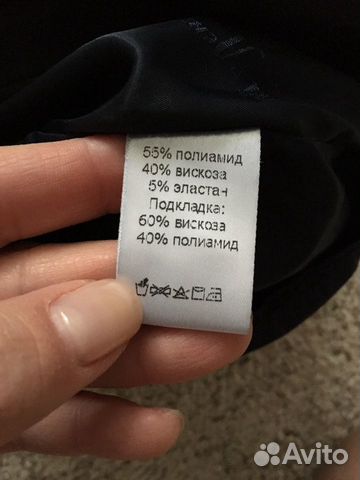 55% полиамид
40% вискоза
5% эластан
Подкладка:
60% вискоза
40% полиамид
Avito